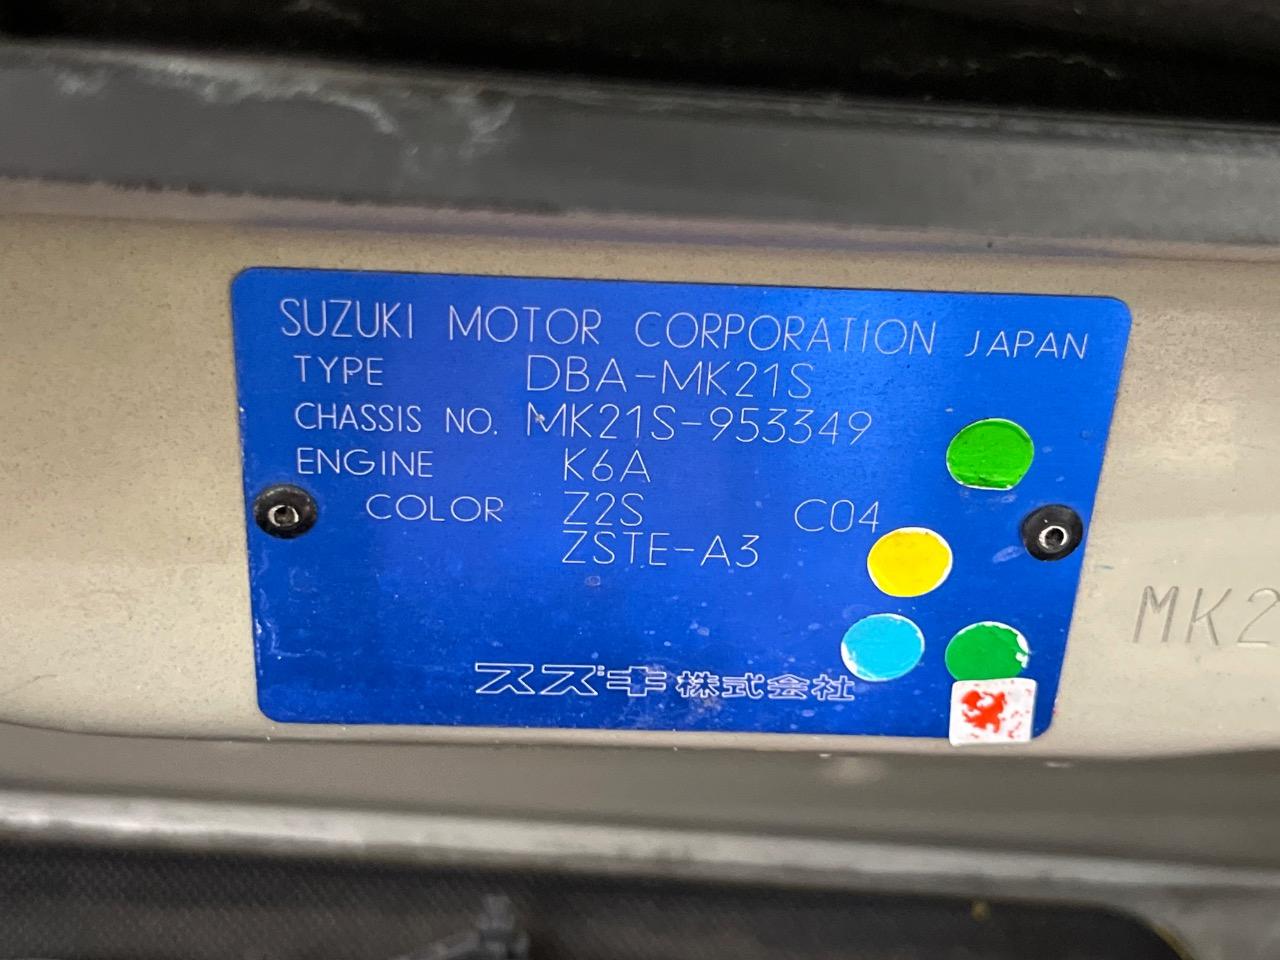 SUZUKI MOTOR CORPORATION JAPAN
TYPE DBA-MK21S
CHASSIS NO. MK21S-953349
ENGINE K6A
COLOR Z2S C04
ZSTE-A3
スズキ株式会社
MK2